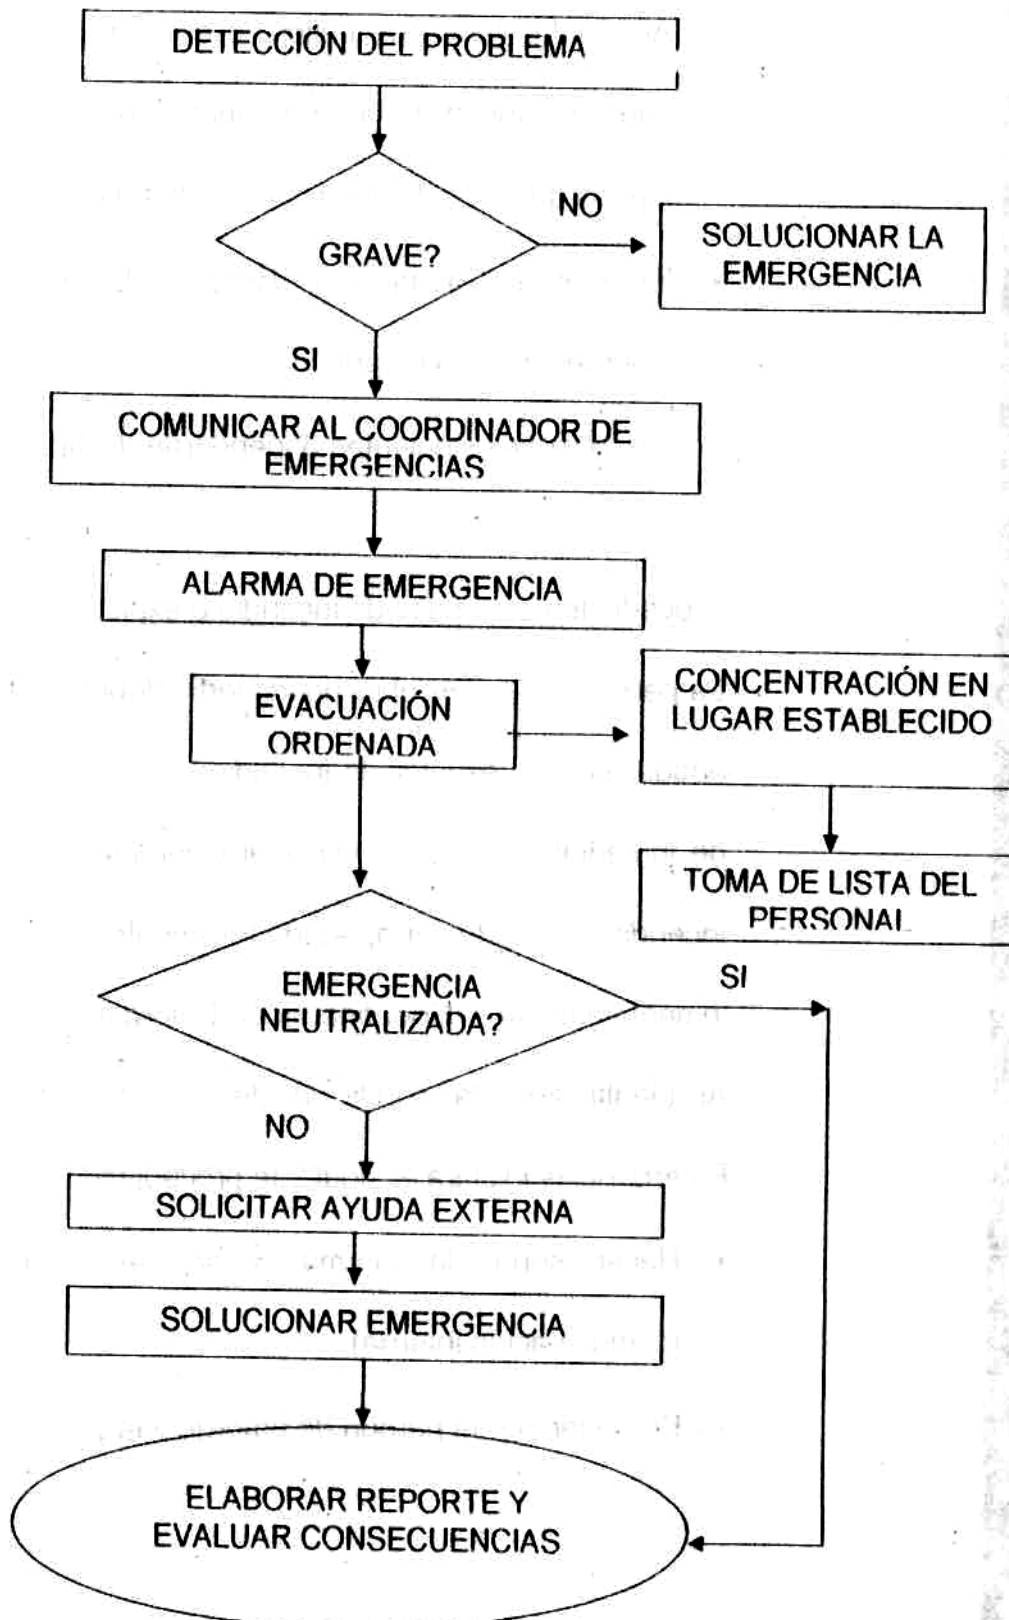 DETECCIÓN DEL PROBLEMA
GRAVE?
NO
SOLUCIONAR LA
EMERGENCIA
SI
COMUNICAR AL COORDINADOR DE
EMERGENCIAS
ALARMA DE EMERGENCIA
EVACUACIÓN
ORDENADA
CONCENTRACIÓN EN
LUGAR ESTABLECIDO
TOMA DE LISTA DEL
PERSONAL
EMERGENCIA
NEUTRALIZADA?
SI
NO
SOLICITAR AYUDA EXTERNA
SOLUCIONAR EMERGENCIA
ELABORAR REPORTE Y
EVALUAR CONSECUENCIAS